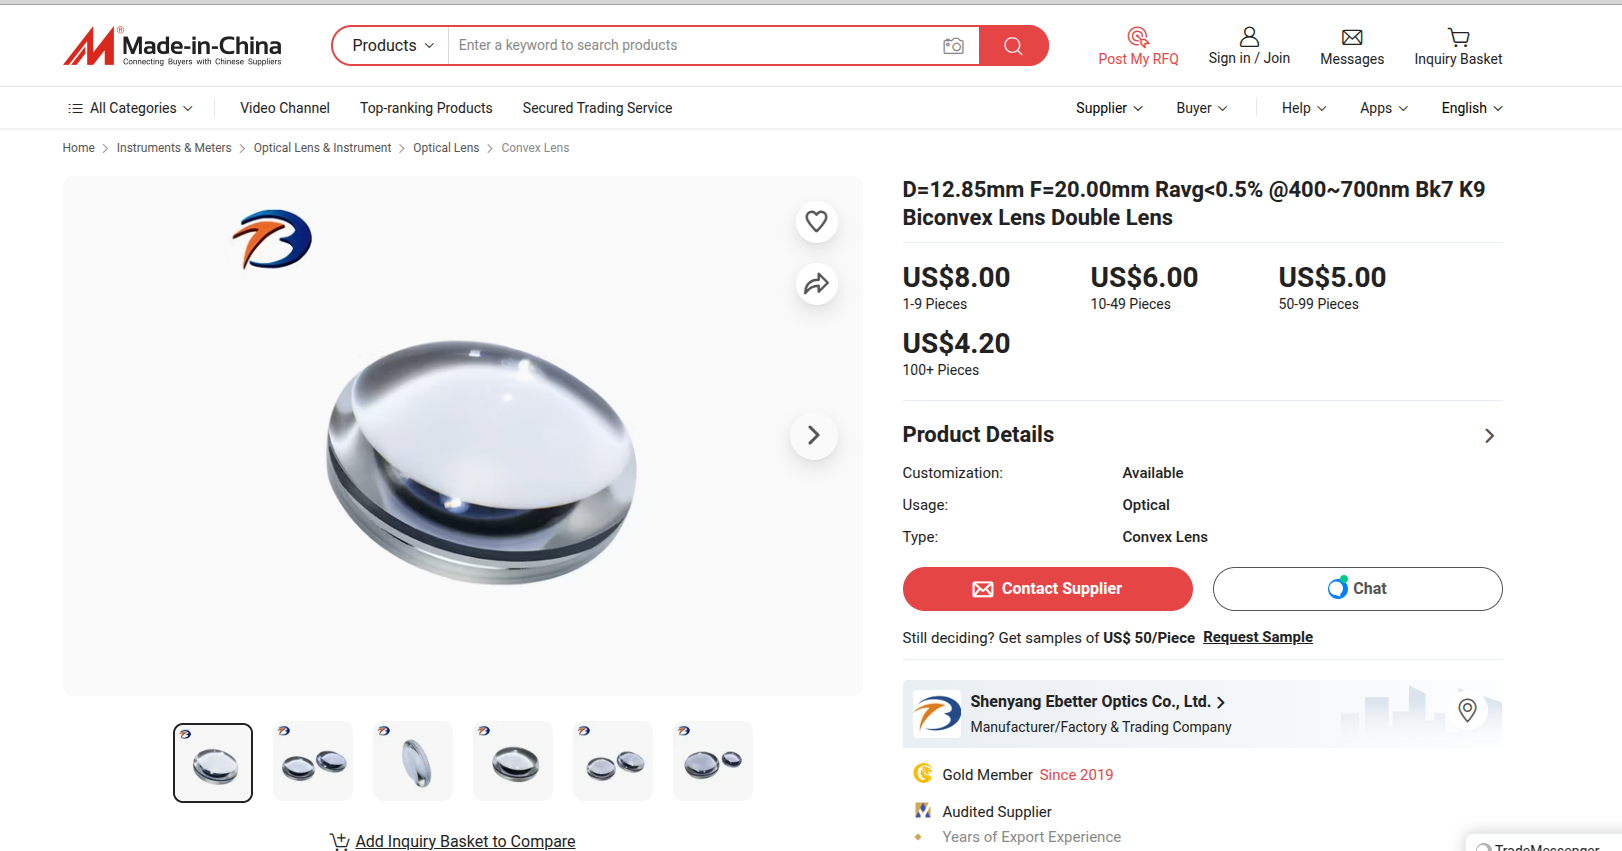 Made-in-China
Connecting Buyers with Chinese Suppliers
Products
Enter a keyword to search products
Post My RFQ
Sign in / Join
Messages
Inquiry Basket
All Categories
Video Channel
Top-ranking Products
Secured Trading Service
Supplier
Buyer
Help
Apps
English
Home
Instruments & Meters
Optical Lens & Instrument
Optical Lens
Convex Lens
D=12.85mm F=20.00mm Ravg<0.5% @400~700nm Bk7 K9
Biconvex Lens Double Lens
US$8.00
1-9 Pieces
US$6.00
10-49 Pieces
US$5.00
50-99 Pieces
US$4.20
100+ Pieces
Product Details
Customization: Available
Usage: Optical
Type: Convex Lens
Contact Supplier
Chat
Still deciding? Get samples of US$ 50/Piece Request Sample
Shenyang Ebetter Optics Co., Ltd.
Manufacturer/Factory & Trading Company
Gold Member Since 2019
Audited Supplier
Years of Export Experience
Add Inquiry Basket to Compare
TradeMessenger